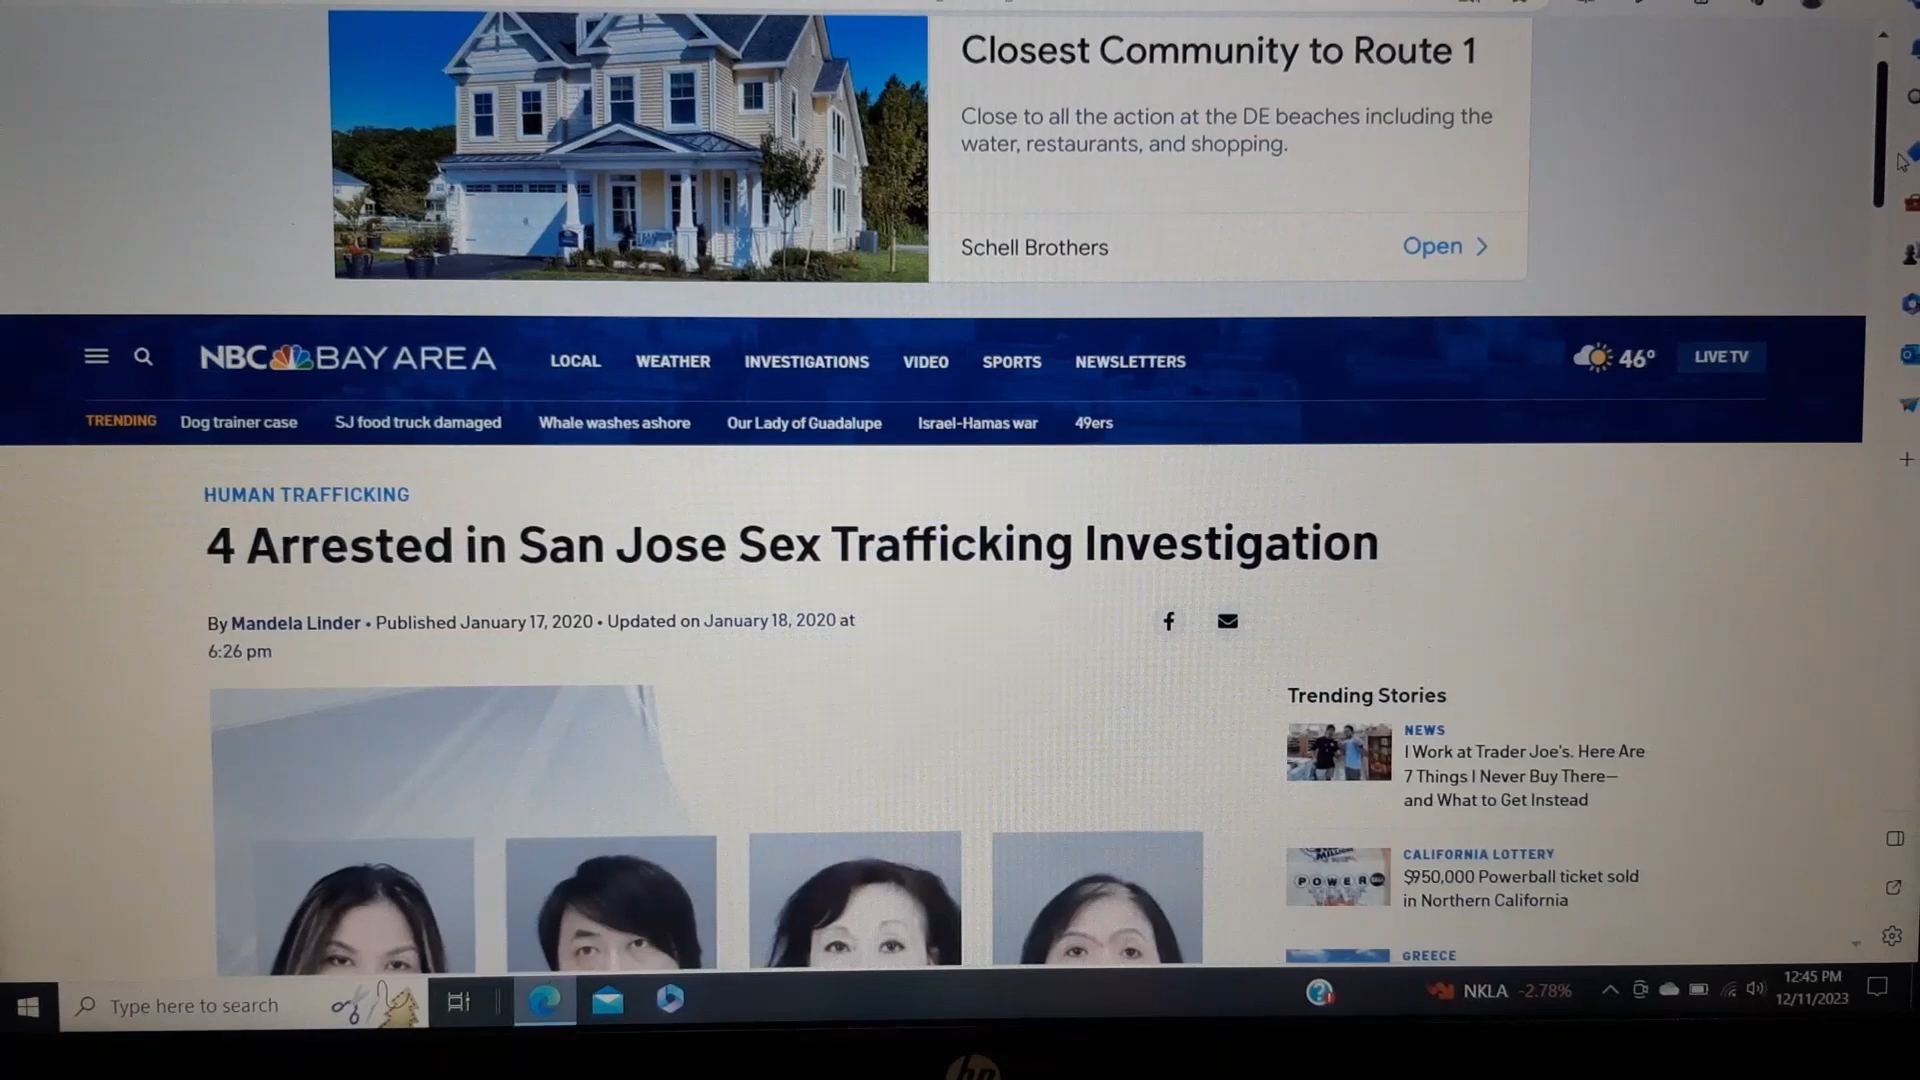 Closest Community to Route 1
Close to all the action at the DE beaches including the
water, restaurants, and shopping.
Schell Brothers
Open
NBC BAY AREA
LOCAL WEATHER INVESTIGATIONS VIDEO SPORTS NEWSLETTERS
46°
LIVE TV
TRENDING Dog trainer case SJ food truck damaged Whale washes ashore Our Lady of Guadalupe Israel-Hamas war 49ers
HUMAN TRAFFICKING
4 Arrested in San Jose Sex Trafficking Investigation
By Mandela Linder • Published January 17, 2020 • Updated on January 18, 2020 at
6:26 pm
Trending Stories
NEWS
I Work at Trader Joe's. Here Are
7 Things I Never Buy There—
and What to Get Instead
CALIFORNIA LOTTERY
$950,000 Powerball ticket sold
in Northern California
POWER
GREECE
Type here to search
NKLA -2.78%
12:45 PM
12/11/2023
hp